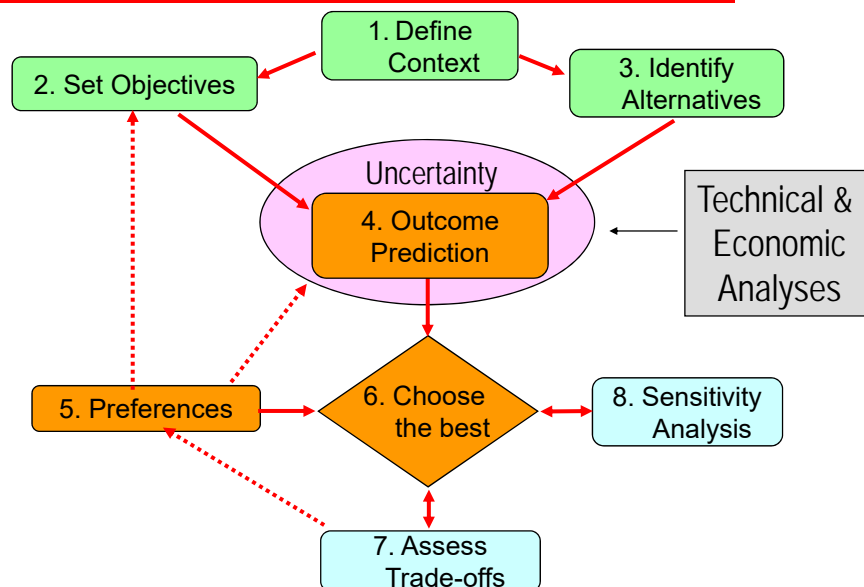 1. Define
Context
2. Set Objectives
3. Identify
Alternatives
Uncertainty
4. Outcome
Prediction
Technical &
Economic
Analyses
5. Preferences
6. Choose
the best
8. Sensitivity
Analysis
7. Assess
Trade-offs